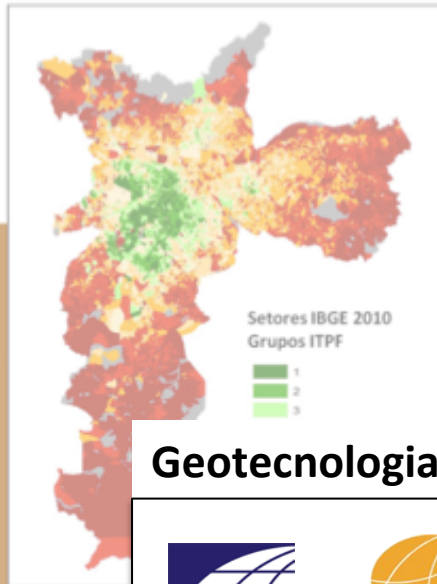 Setores IBGE 2010
Grupos ITPF
1
2
3
Geotecnologia